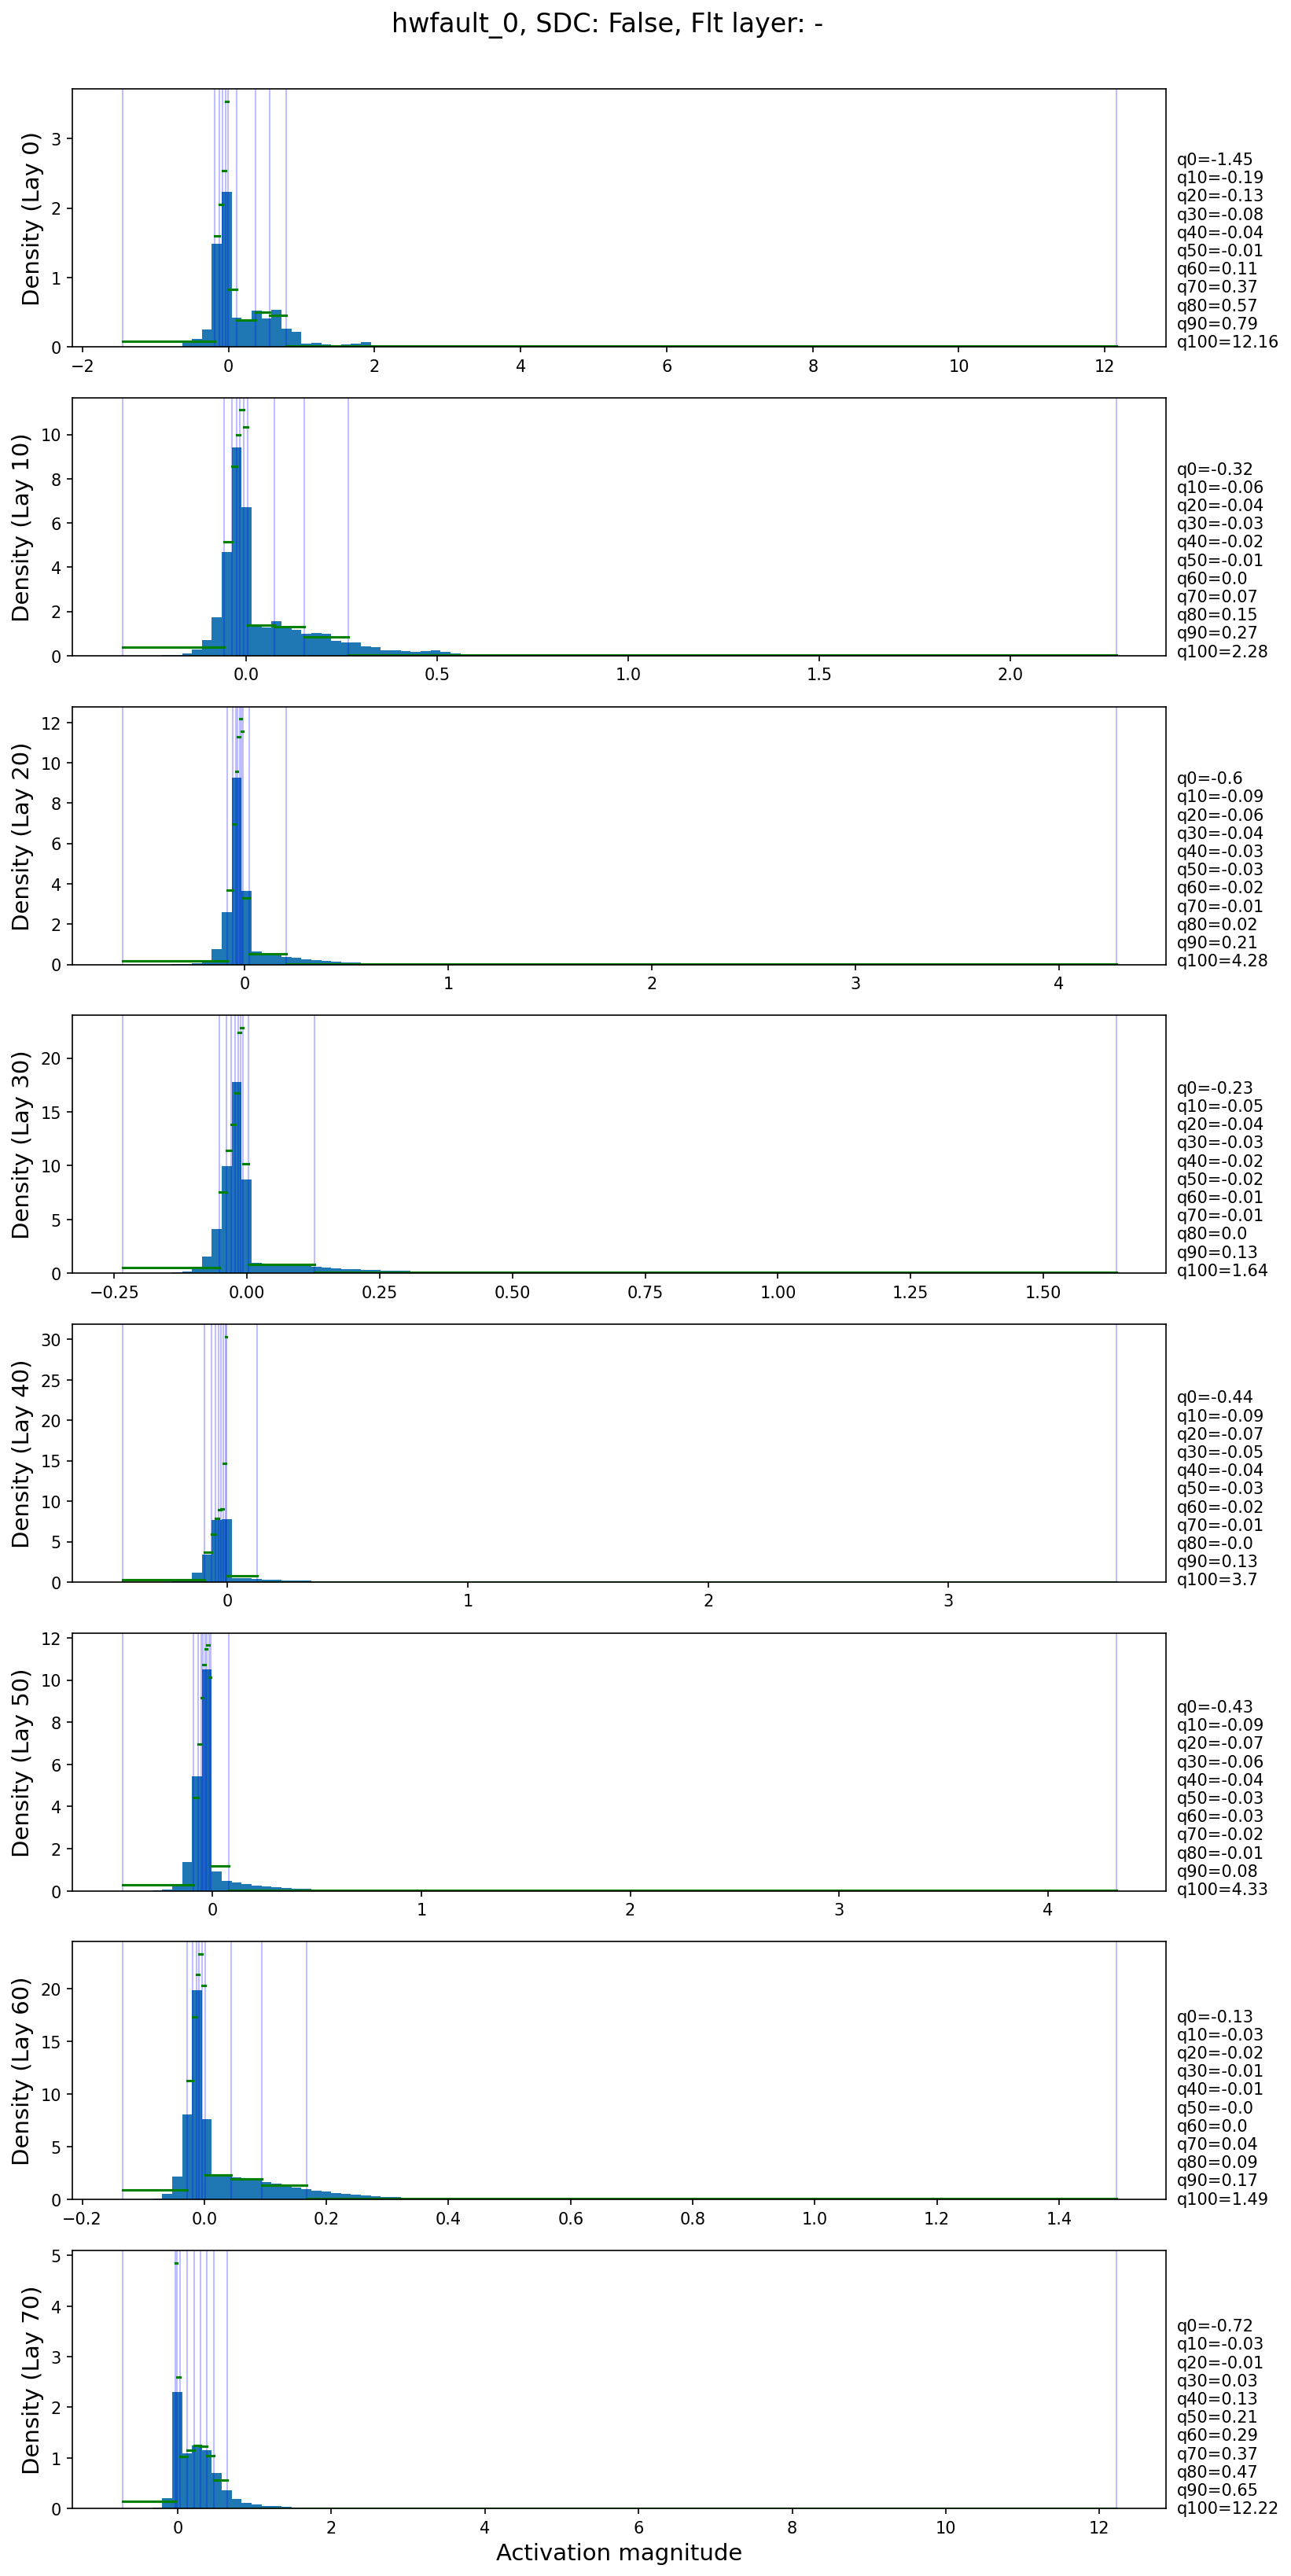 hwfault_0, SDC: False, Flt layer: -
Density (Lay 0)
3
2
1
0
−2 0 2 4 6 8 10 12
q0=-1.45
q10=-0.19
q20=-0.13
q30=-0.08
q40=-0.04
q50=-0.01
q60=0.11
q70=0.37
q80=0.57
q90=0.79
q100=12.16
Density (Lay 10)
10
8
6
4
2
0
0.0 0.5 1.0 1.5 2.0
q0=-0.32
q10=-0.06
q20=-0.04
q30=-0.03
q40=-0.02
q50=-0.01
q60=0.0
q70=0.07
q80=0.15
q90=0.27
q100=2.28
Density (Lay 20)
12
10
8
6
4
2
0
0 1 2 3 4
q0=-0.6
q10=-0.09
q20=-0.06
q30=-0.04
q40=-0.03
q50=-0.03
q60=-0.02
q70=-0.01
q80=0.02
q90=0.21
q100=4.28
Density (Lay 30)
20
15
10
5
0
−0.25 0.00 0.25 0.50 0.75 1.00 1.25 1.50
q0=-0.23
q10=-0.05
q20=-0.04
q30=-0.03
q40=-0.02
q50=-0.02
q60=-0.01
q70=-0.01
q80=0.0
q90=0.13
q100=1.64
Density (Lay 40)
30
25
20
15
10
5
0
0 1 2 3
q0=-0.44
q10=-0.09
q20=-0.07
q30=-0.05
q40=-0.04
q50=-0.03
q60=-0.02
q70=-0.01
q80=-0.0
q90=0.13
q100=3.7
Density (Lay 50)
12
10
8
6
4
2
0
0 1 2 3 4
q0=-0.43
q10=-0.09
q20=-0.07
q30=-0.06
q40=-0.04
q50=-0.03
q60=-0.03
q70=-0.02
q80=-0.01
q90=0.08
q100=4.33
Density (Lay 60)
20
15
10
5
0
−0.2 0.0 0.2 0.4 0.6 0.8 1.0 1.2 1.4
q0=-0.13
q10=-0.03
q20=-0.02
q30=-0.01
q40=-0.01
q50=-0.0
q60=0.0
q70=0.04
q80=0.09
q90=0.17
q100=1.49
Density (Lay 70)
5
4
3
2
1
0
0 2 4 6 8 10 12
q0=-0.72
q10=-0.03
q20=-0.01
q30=0.03
q40=0.13
q50=0.21
q60=0.29
q70=0.37
q80=0.47
q90=0.65
q100=12.22
Activation magnitude